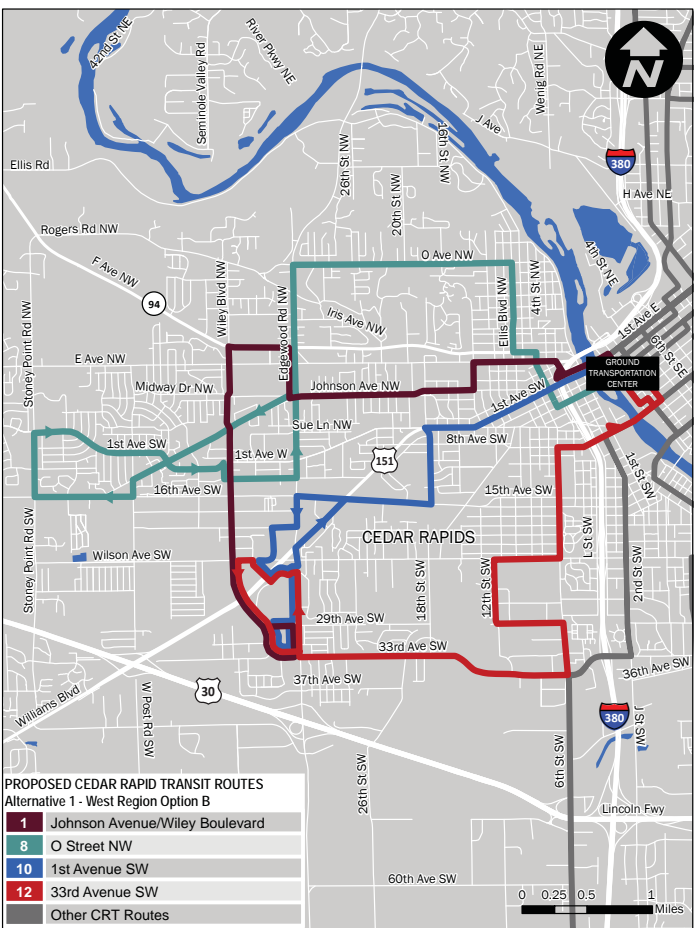 42nd St NE
Seminole Valley Rd
River Pkwy NE
Wenig Rd NE
N
J Ave
380
Ellis Rd
26th St NW
16th St NW
20th St NW
H Ave NE
Rogers Rd NW
F Ave NW
O Ave NW
4th St NE
94
Wiley Blvd NW
Edgewood Rd NW
Iris Ave NW
Ellis Blvd NW
4th St NW
1st Ave E
6th St SE
Stoney Point Rd NW
E Ave NW
Midway Dr NW
Johnson Ave NW
GROUND
TRANSPORTATION
CENTER
1st Ave SW
Sue Ln NW
1st Ave SW
8th Ave SW
1st Ave W
151
16th Ave SW
15th Ave SW
1st St SW
Stoney Point Rd SW
Wilson Ave SW
CEDAR RAPIDS
L St SW
2nd St SW
18th St SW
12th St SW
29th Ave SW
33rd Ave SW
36th Ave SW
37th Ave SW
30
Williams Blvd
W Post Rd SW
26th St SW
6th St SW
380
J St SW
Lincoln Fwy
60th Ave SW
PROPOSED CEDAR RAPID TRANSIT ROUTES
Alternative 1 - West Region Option B
1 Johnson Avenue/Wiley Boulevard
8 O Street NW
10 1st Avenue SW
12 33rd Avenue SW
Other CRT Routes
0 0.25 0.5 1
Miles